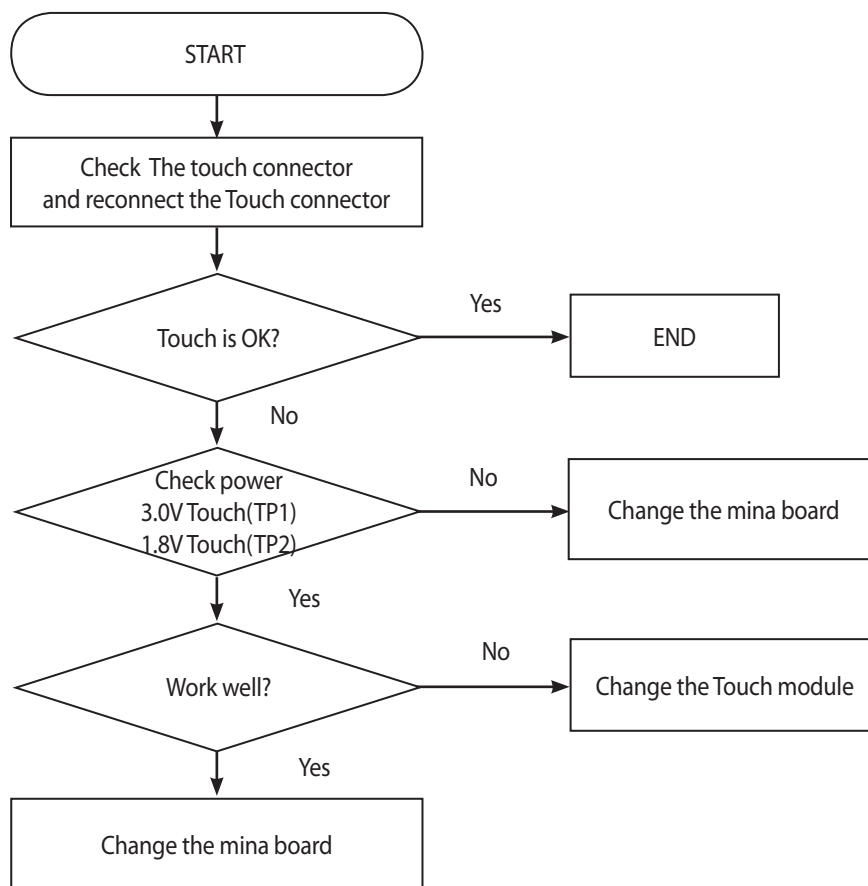 START
Check The touch connector
and reconnect the Touch connector
Touch is OK?
Yes
END
No
Check power
3.0V Touch(TP1)
1.8V Touch(TP2)
No
Change the mina board
Yes
Work well?
No
Change the Touch module
Yes
Change the mina board